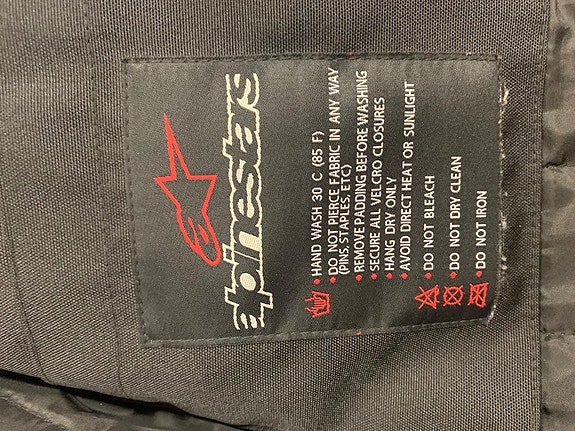 alpinestars
• HAND WASH 30 C (85 F)
• DO NOT PIERCE FABRIC IN ANY WAY
(PINS, STAPLES, ETC)
• REMOVE PADDING BEFORE WASHING
• SECURE ALL VELCRO CLOSURES
• HANG DRY ONLY
• AVOID DIRECT HEAT OR SUNLIGHT
• DO NOT BLEACH
• DO NOT DRY CLEAN
• DO NOT IRON